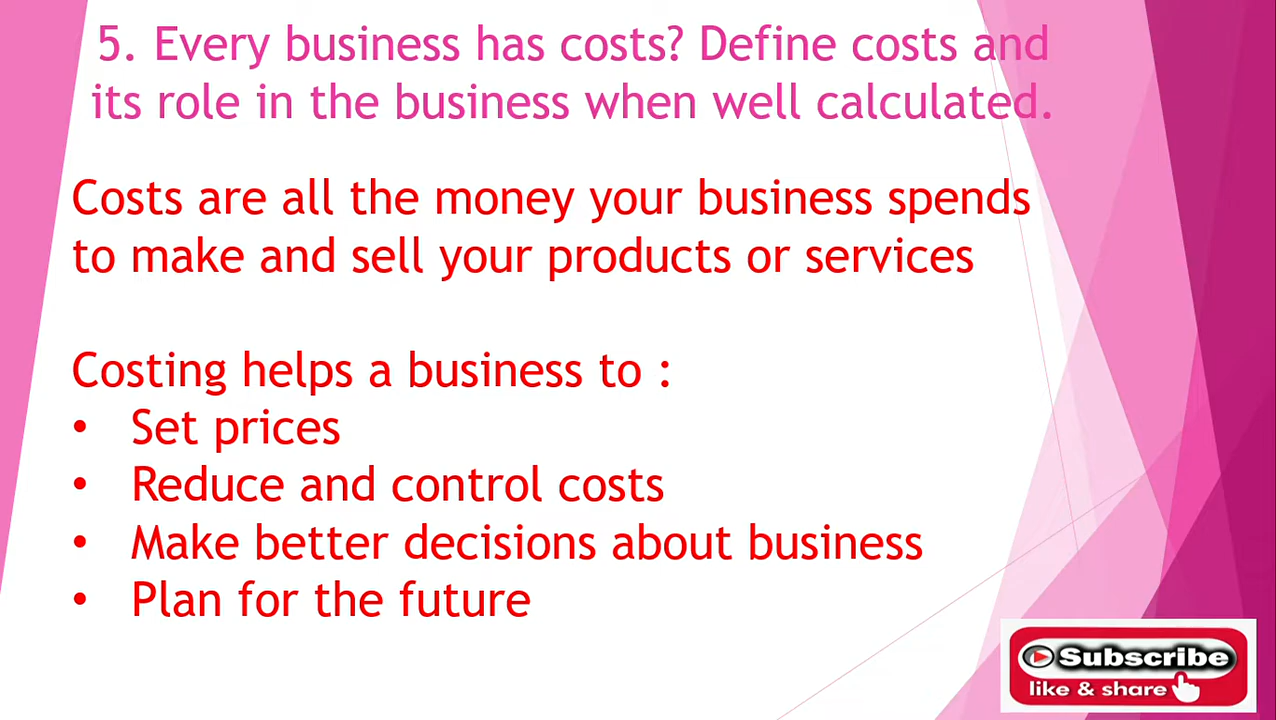 5. Every business has costs? Define costs and
its role in the business when well calculated.
Costs are all the money your business spends
to make and sell your products or services
Costing helps a business to :
• Set prices
• Reduce and control costs
• Make better decisions about business
• Plan for the future
Subscribe
like & share